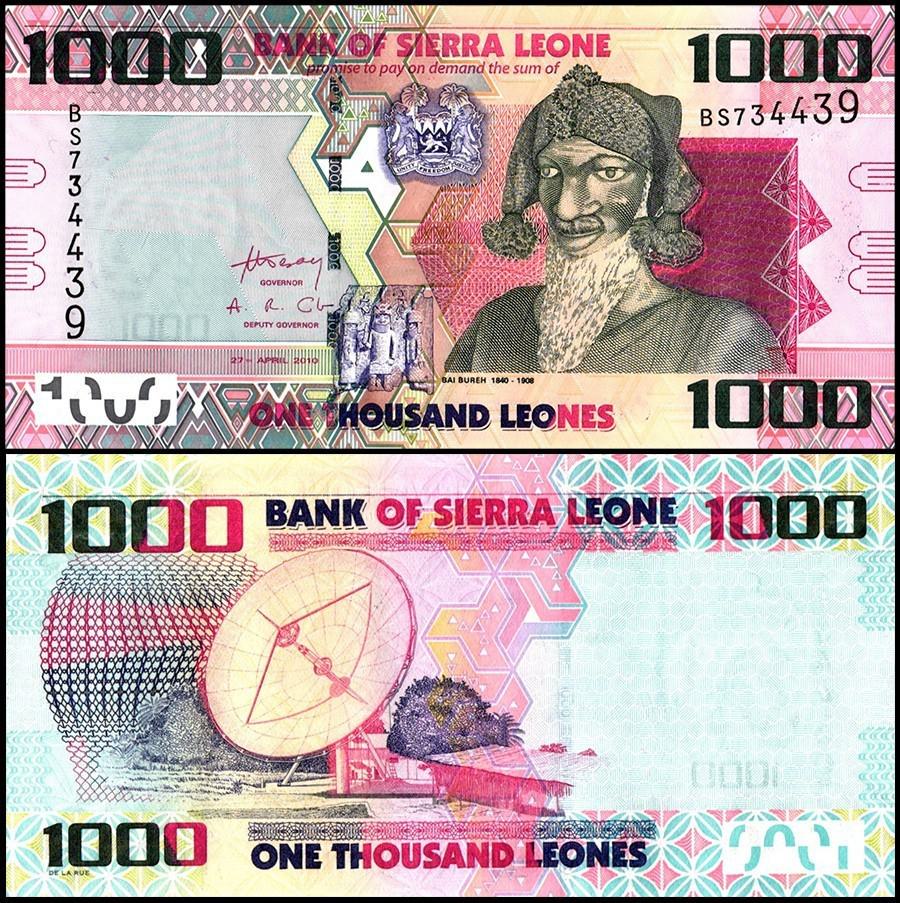 1000
BANK OF SIERRA LEONE
promise to pay on demand the sum of
1000
BS734439
BS734439
UNITY FREEDOM JUSTICE
GOVERNOR
DEPUTY GOVERNOR
27TH APRIL 2010
BAI BUREH 1840 - 1908
ONE THOUSAND LEONES
1000
1000
BANK OF SIERRA LEONE
1000
1000
DE LA RUE
ONE THOUSAND LEONES